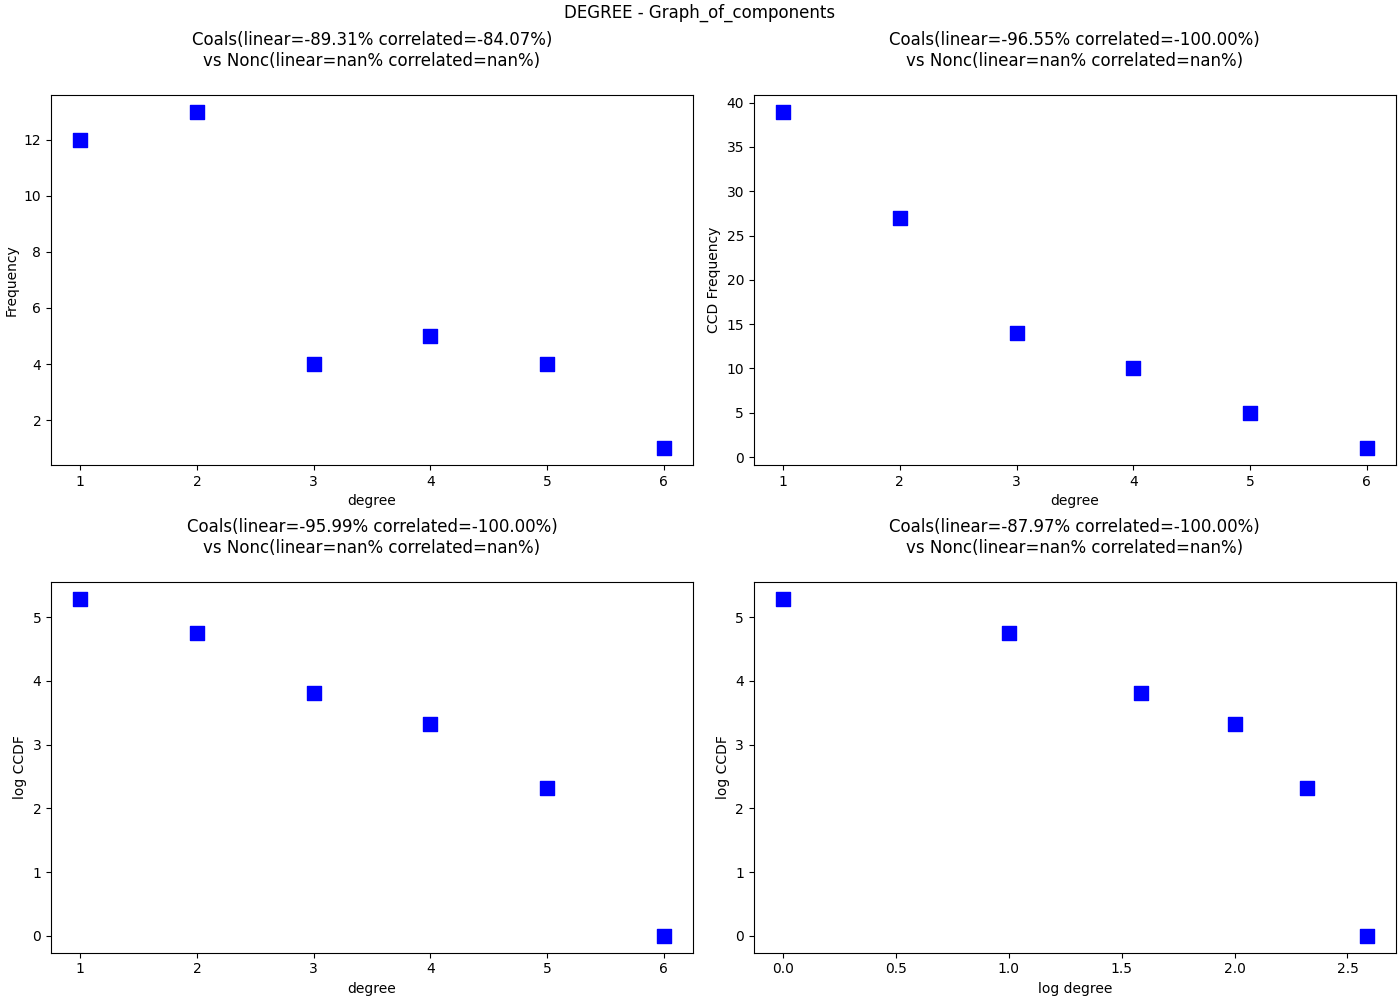 DEGREE - Graph_of_components
Coals(linear=-89.31% correlated=-84.07%)
vs Nonc(linear=nan% correlated=nan%)
12
10
8
6
4
2
Frequency
1 2 3 4 5 6
degree
Coals(linear=-96.55% correlated=-100.00%)
vs Nonc(linear=nan% correlated=nan%)
40
35
30
25
20
15
10
5
0
CCD Frequency
1 2 3 4 5 6
degree
Coals(linear=-95.99% correlated=-100.00%)
vs Nonc(linear=nan% correlated=nan%)
5
4
3
2
1
0
log CCDF
1 2 3 4 5 6
degree
Coals(linear=-87.97% correlated=-100.00%)
vs Nonc(linear=nan% correlated=nan%)
5
4
3
2
1
0
log CCDF
0.0 0.5 1.0 1.5 2.0 2.5
log degree